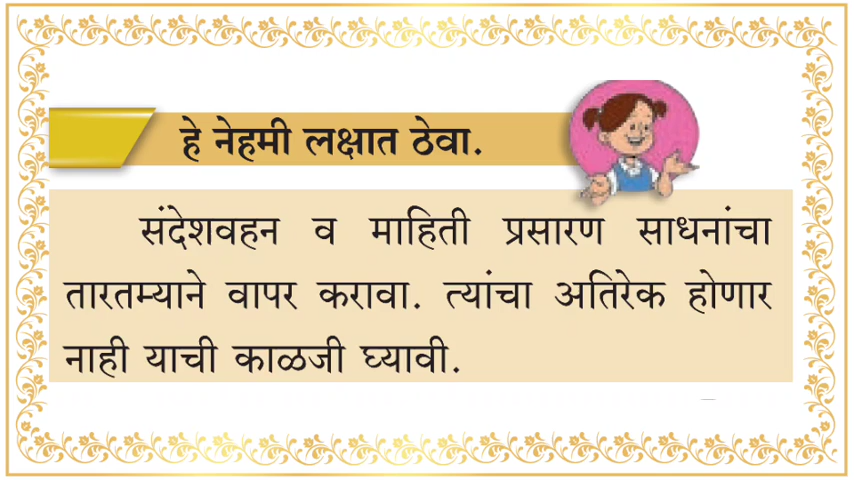 हे नेहमी लक्षात ठेवा.
संदेशवहन व माहिती प्रसारण साधनांचा
तारतम्याने वापर करावा. त्यांचा अतिरेक होणार
नाही याची काळजी घ्यावी.